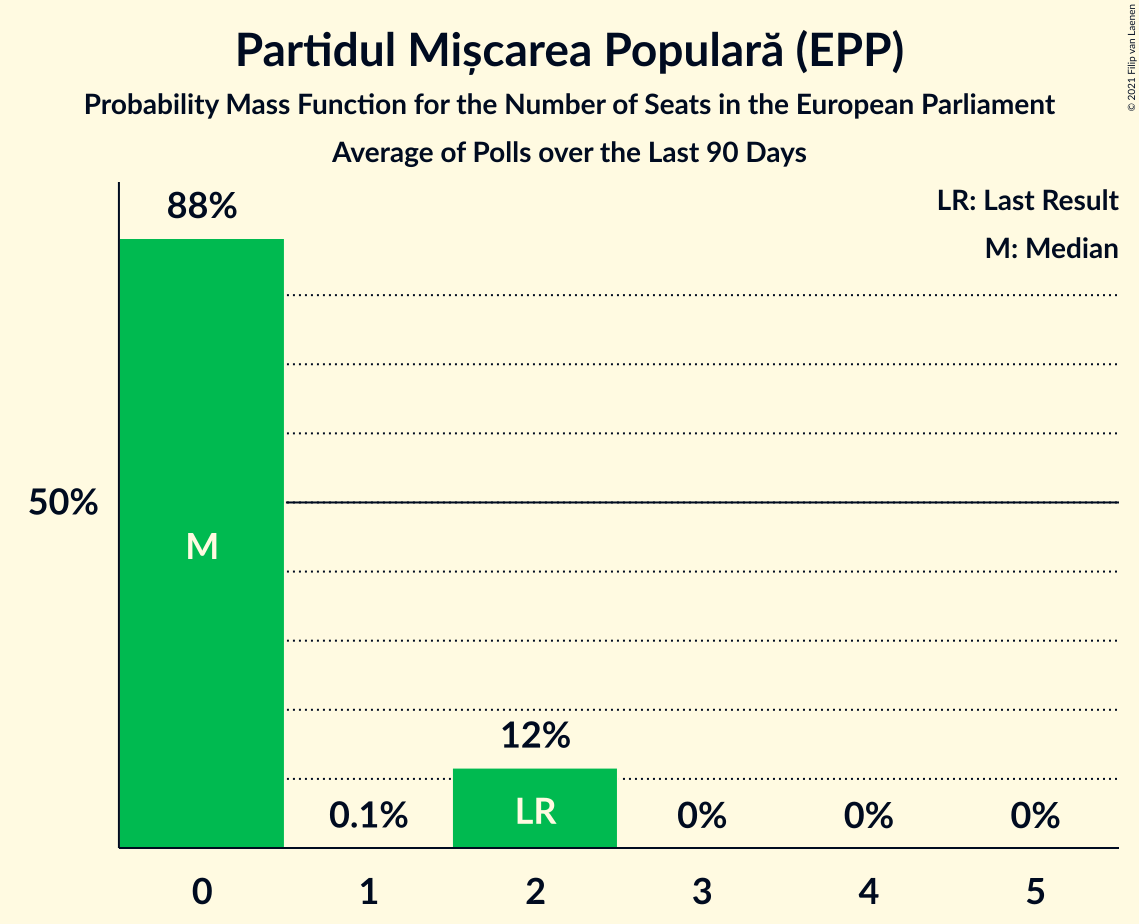 Partidul Mișcarea Populară (EPP)
Probability Mass Function for the Number of Seats in the European Parliament
Average of Polls over the Last 90 Days
© 2021 Filip van Laenen
LR: Last Result
M: Median
88%
50%
M
12%
LR
0.1%
0%
0%
0%
0 1 2 3 4 5